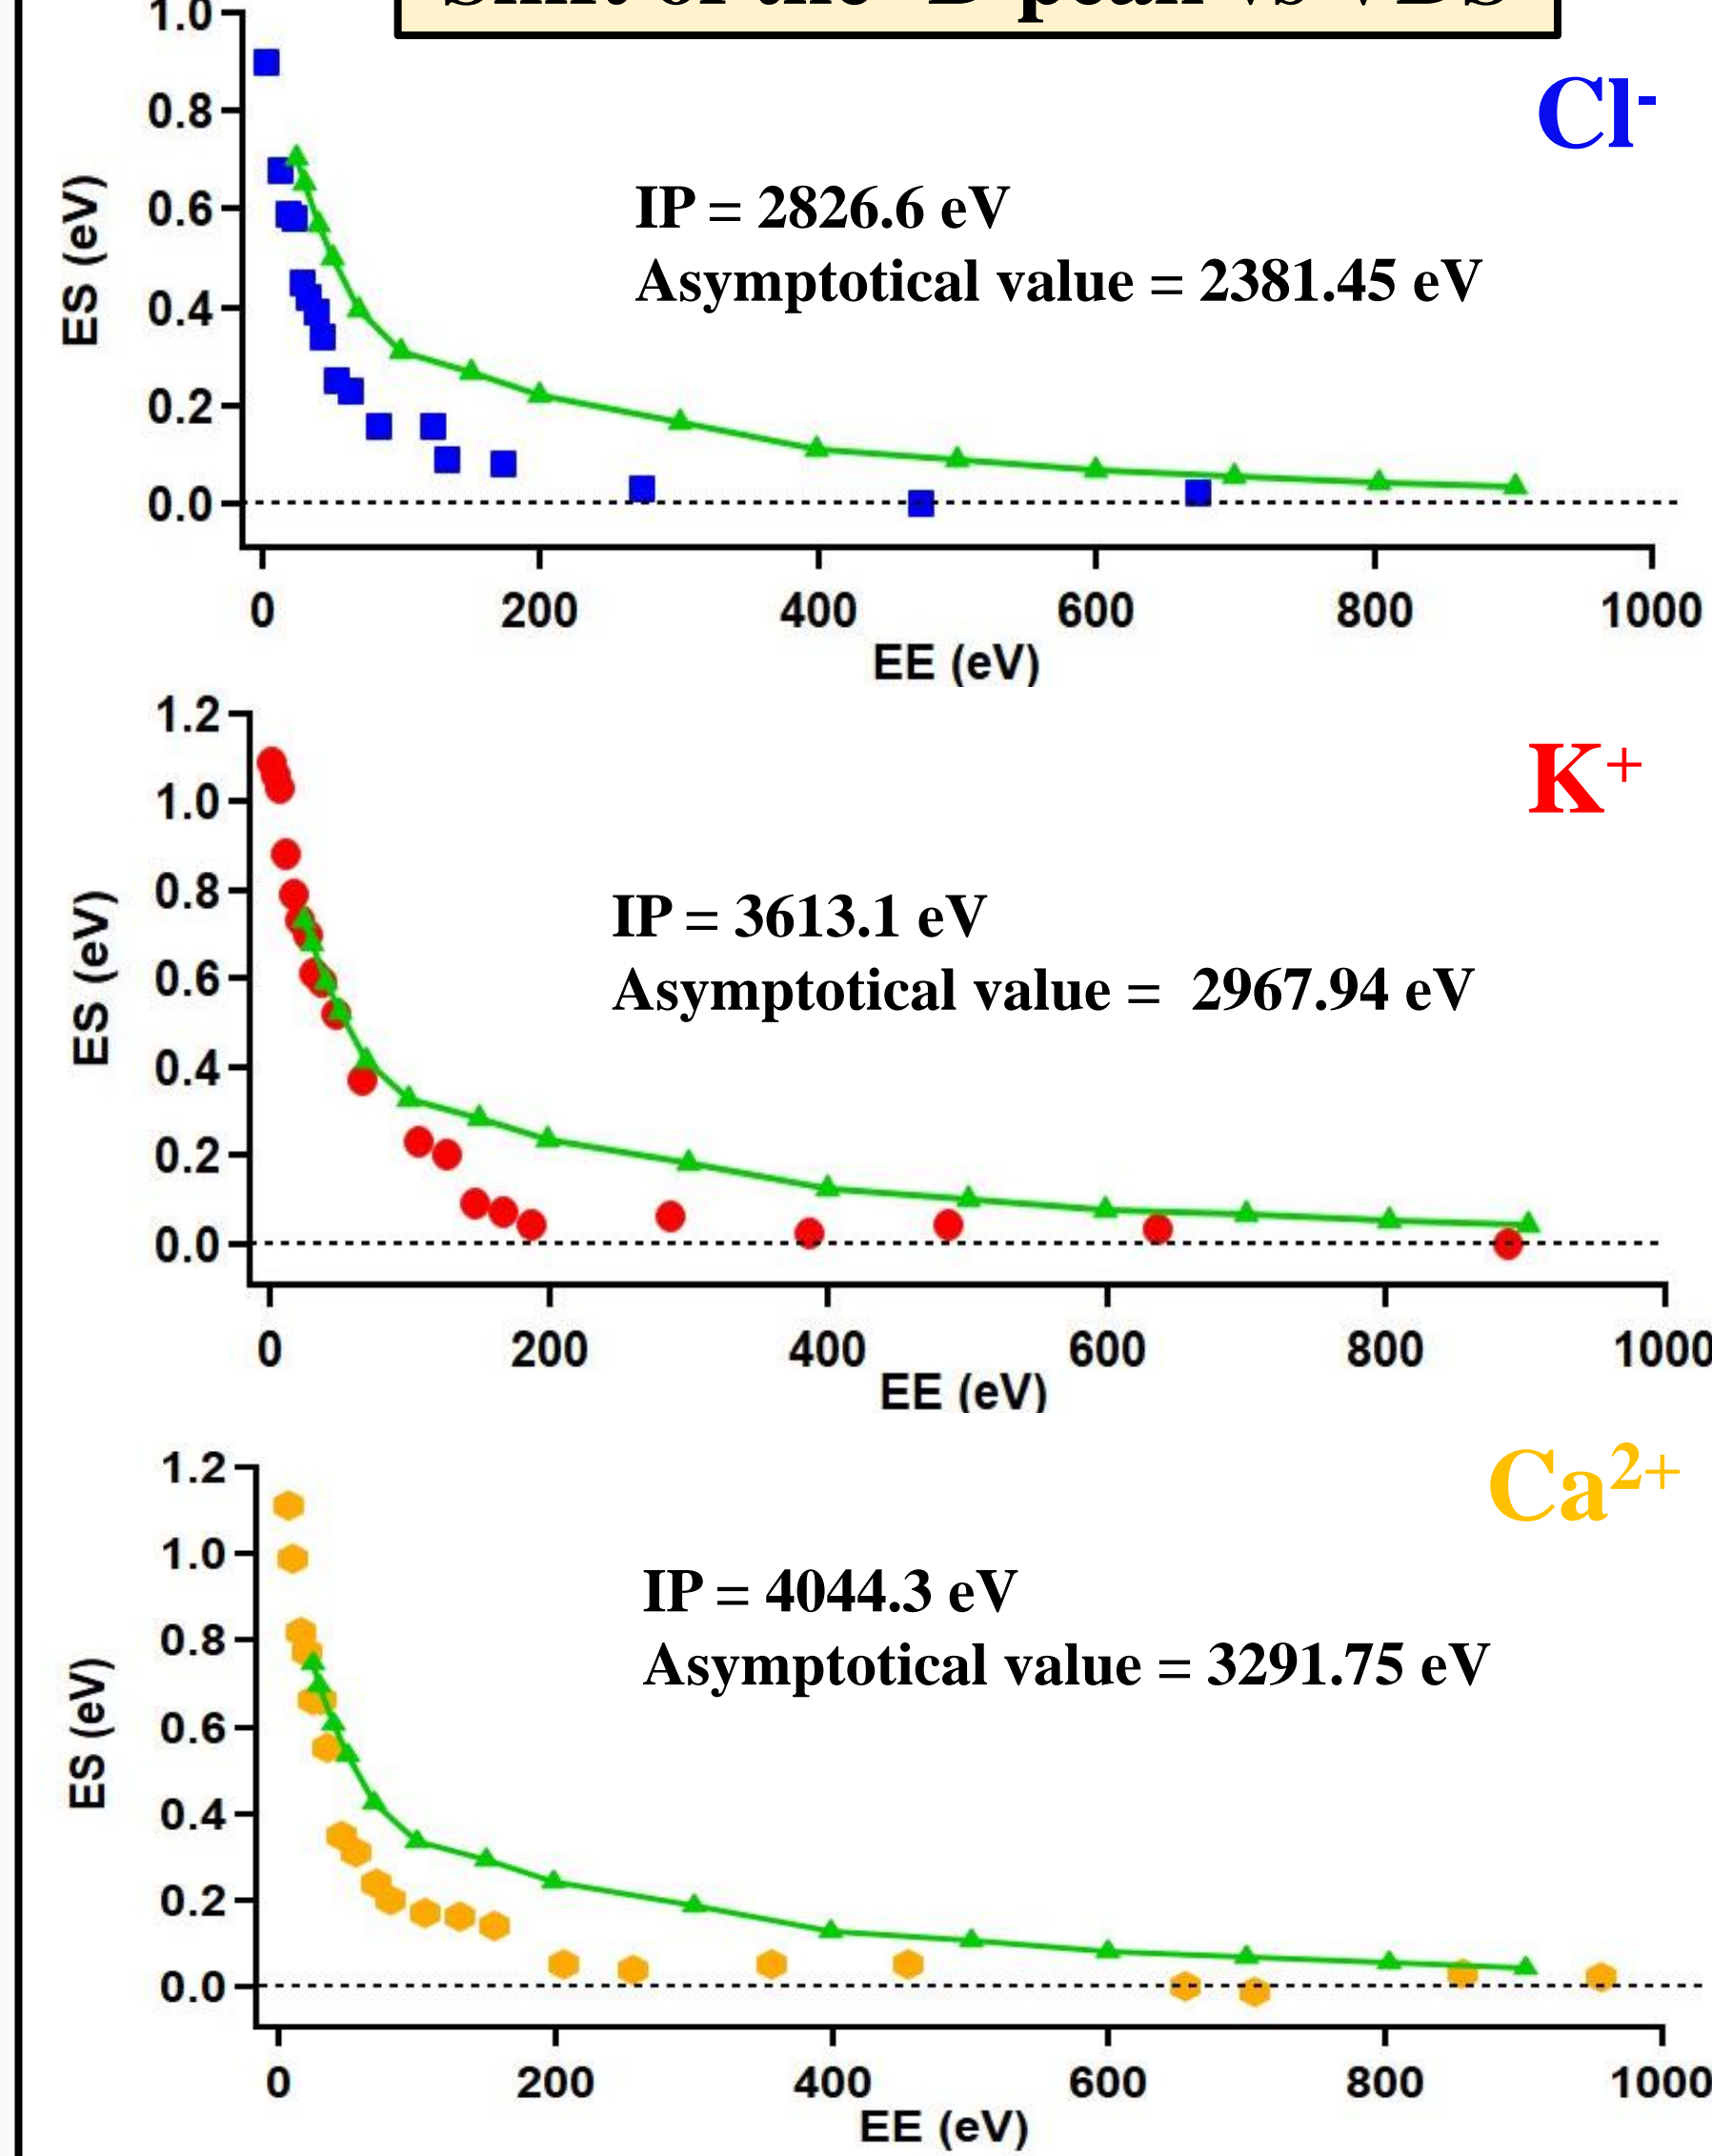 Cl-
1.0
0.8
0.6
0.4
0.2
0.0
ES (eV)
IP = 2826.6 eV
Asymptotical value = 2381.45 eV
0 200 400 600 800 1000
EE (eV)
K+
1.2
1.0
0.8
0.6
0.4
0.2
0.0
ES (eV)
IP = 3613.1 eV
Asymptotical value = 2967.94 eV
0 200 400 600 800 1000
EE (eV)
Ca2+
1.2
1.0
0.8
0.6
0.4
0.2
0.0
ES (eV)
IP = 4044.3 eV
Asymptotical value = 3291.75 eV
0 200 400 600 800 1000
EE (eV)